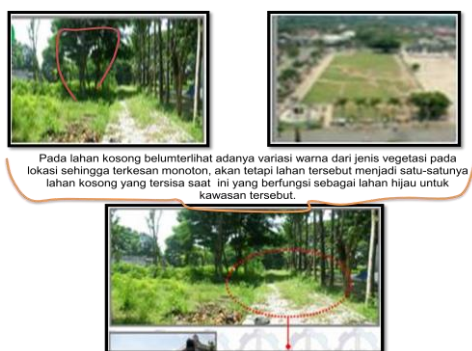 Pada lahan kosong belumterlihat adanya variasi warna dari jenis vegetasi pada
lokasi sehingga terkesan monoton, akan tetapi lahan tersebut menjadi satu-satunya
lahan kosong yang tersisa saat ini yang berfungsi sebagai lahan hijau untuk
kawasan tersebut.